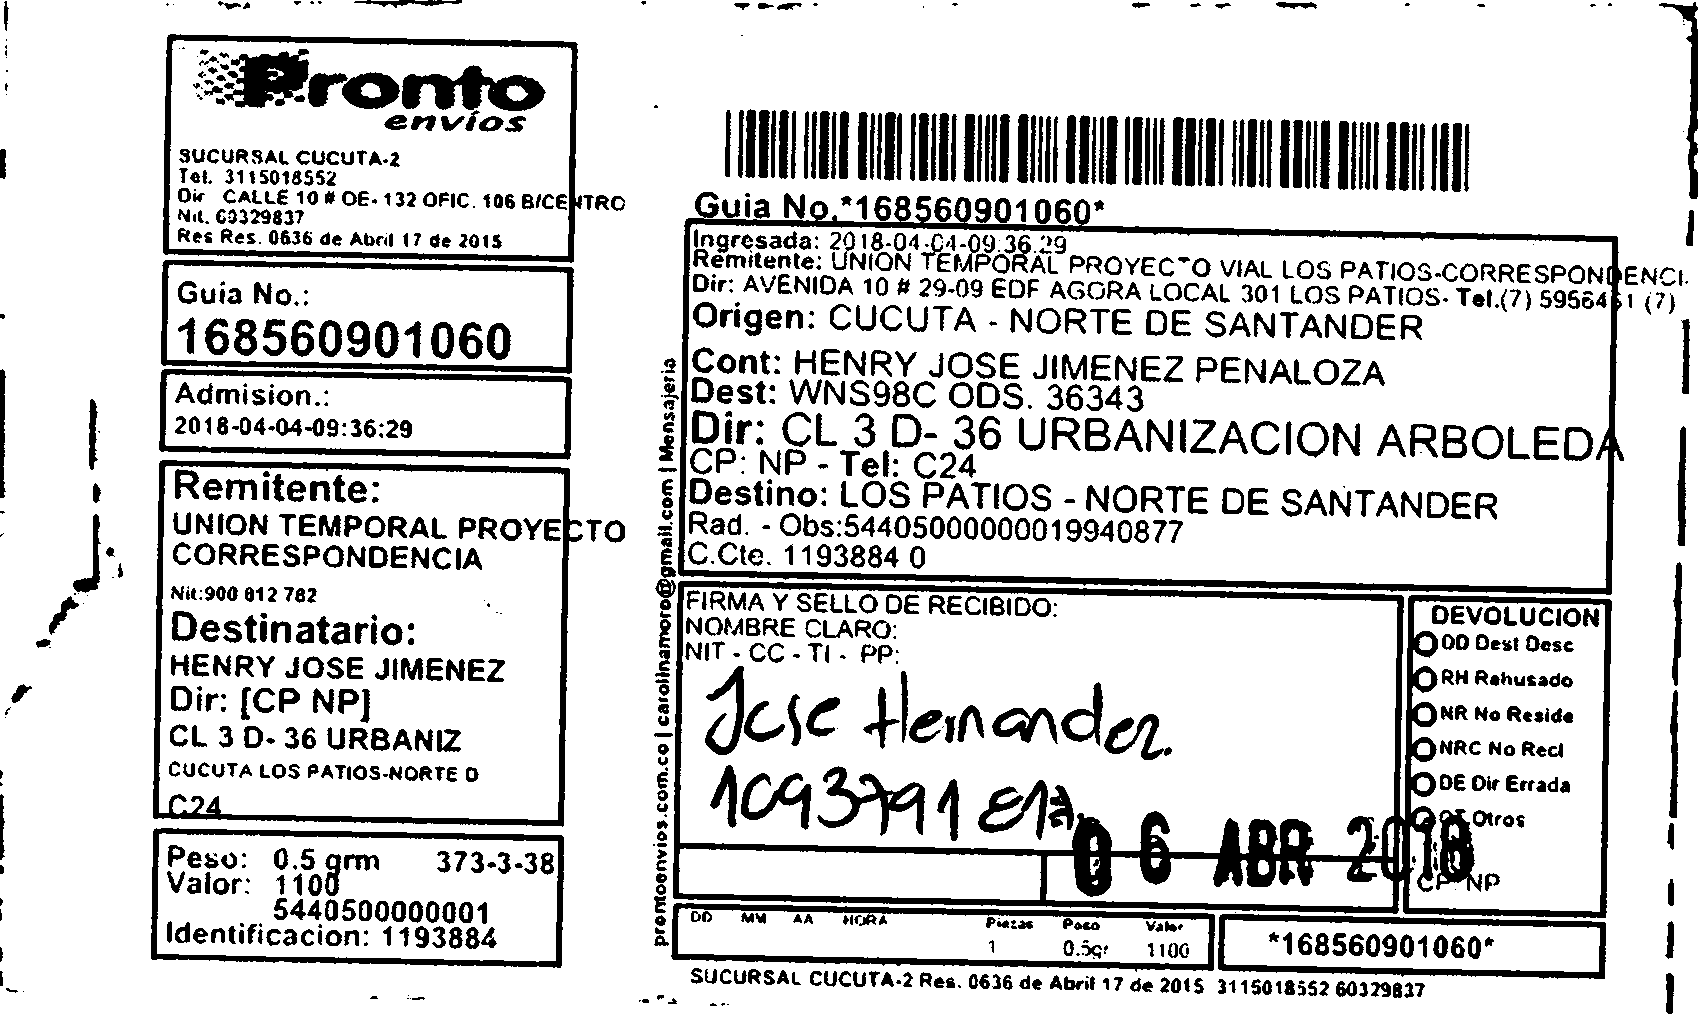 Pronto
envíos
SUCURSAL CUCUTA-2
Tel. 3115018552
Dir CALLE 10 # OE- 132 OFIC. 106 B/CENTRO
Nit. 60329837
Res Res. 0636 de Abril 17 de 2015
Guia No.:
168560901060
Admision.:
2018-04-04-09:36:29
Remitente:
UNION TEMPORAL PROYECTO
CORRESPONDENCIA
Nit:900 812 782
Destinatario:
HENRY JOSE JIMENEZ
Dir: [CP NP]
CL 3 D- 36 URBANIZ
CUCUTA LOS PATIOS-NORTE D
C24
Peso: 0.5 grm 373-3-38
Valor: 1100
5440500000001
Identificacion: 1193884
prontoenvios.com.co | carolinamoro@gmail.com | Mensajeria
Guia No.*168560901060*
Ingresada: 2018-04-04-09:36:29
Remitente: UNION TEMPORAL PROYECTO VIAL LOS PATIOS-CORRESPONDENCI
Dir: AVENIDA 10 # 29-09 EDF AGORA LOCAL 301 LOS PATIOS- Tel.(7) 5956461 (7)
Origen: CUCUTA - NORTE DE SANTANDER
Cont: HENRY JOSE JIMENEZ PENALOZA
Dest: WNS98C ODS. 36343
Dir: CL 3 D- 36 URBANIZACION ARBOLEDA
CP: NP - Tel: C24
Destino: LOS PATIOS - NORTE DE SANTANDER
Rad. - Obs:54405000000019940877
C.Cte. 1193884 0
FIRMA Y SELLO DE RECIBIDO:
NOMBRE CLARO:
NIT - CC - TI - PP:
Jose Hernandez.
1093791817
06 ABR 2018
DEVOLUCION
DD Dest Desc
RH Rehusado
NR No Reside
NRC No Recl
DE Dir Errada
OT Otros
CP NP
DD MM AA HORA Piezas Peso Valor
1 0.5gr 1100
*168560901060*
SUCURSAL CUCUTA-2 Res. 0636 de Abril 17 de 2015 3115018552 60329837